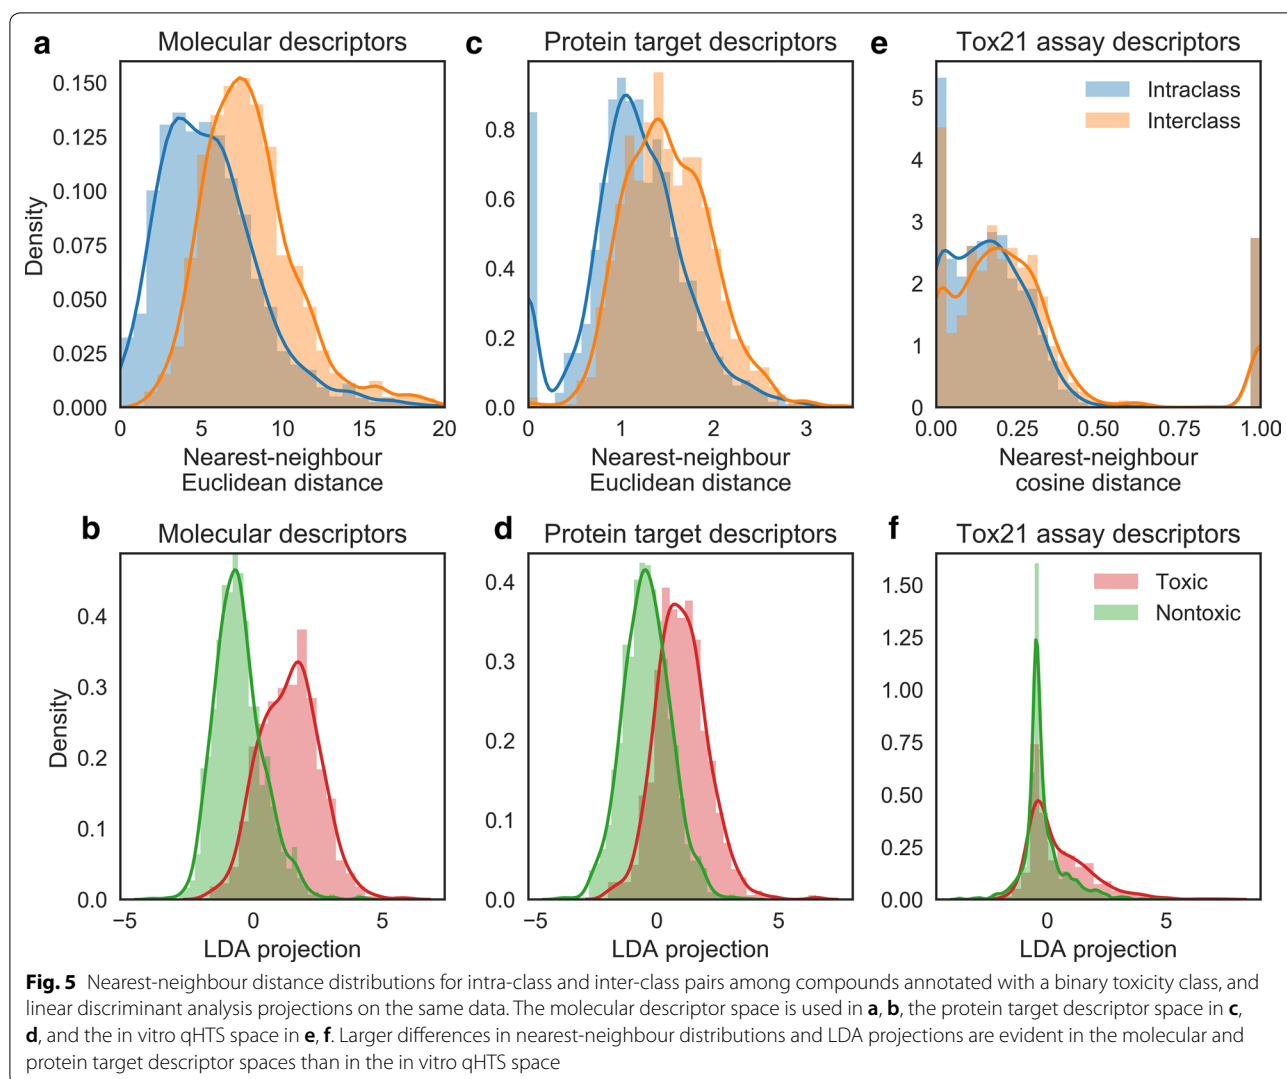 a Molecular descriptors
0.150
0.125
0.100
0.075
0.050
0.025
0.000
Density
0 5 10 15 20
Nearest-neighbour
Euclidean distance
c Protein target descriptors
0.8
0.6
0.4
0.2
0.0
0 1 2 3
Nearest-neighbour
Euclidean distance
e Tox21 assay descriptors
Intraclass
Interclass
5
4
3
2
1
0
0.00 0.25 0.50 0.75 1.00
Nearest-neighbour
cosine distance
b Molecular descriptors
0.4
0.3
0.2
0.1
0.0
Density
−5 0 5
LDA projection
d Protein target descriptors
0.4
0.3
0.2
0.1
0.0
−5 0 5
LDA projection
f Tox21 assay descriptors
Toxic
Nontoxic
1.50
1.25
1.00
0.75
0.50
0.25
0.00
0 5
LDA projection
Fig. 5 Nearest-neighbour distance distributions for intra-class and inter-class pairs among compounds annotated with a binary toxicity class, and
linear discriminant analysis projections on the same data. The molecular descriptor space is used in a, b, the protein target descriptor space in c,
d, and the in vitro qHTS space in e, f. Larger differences in nearest-neighbour distributions and LDA projections are evident in the molecular and
protein target descriptor spaces than in the in vitro qHTS space